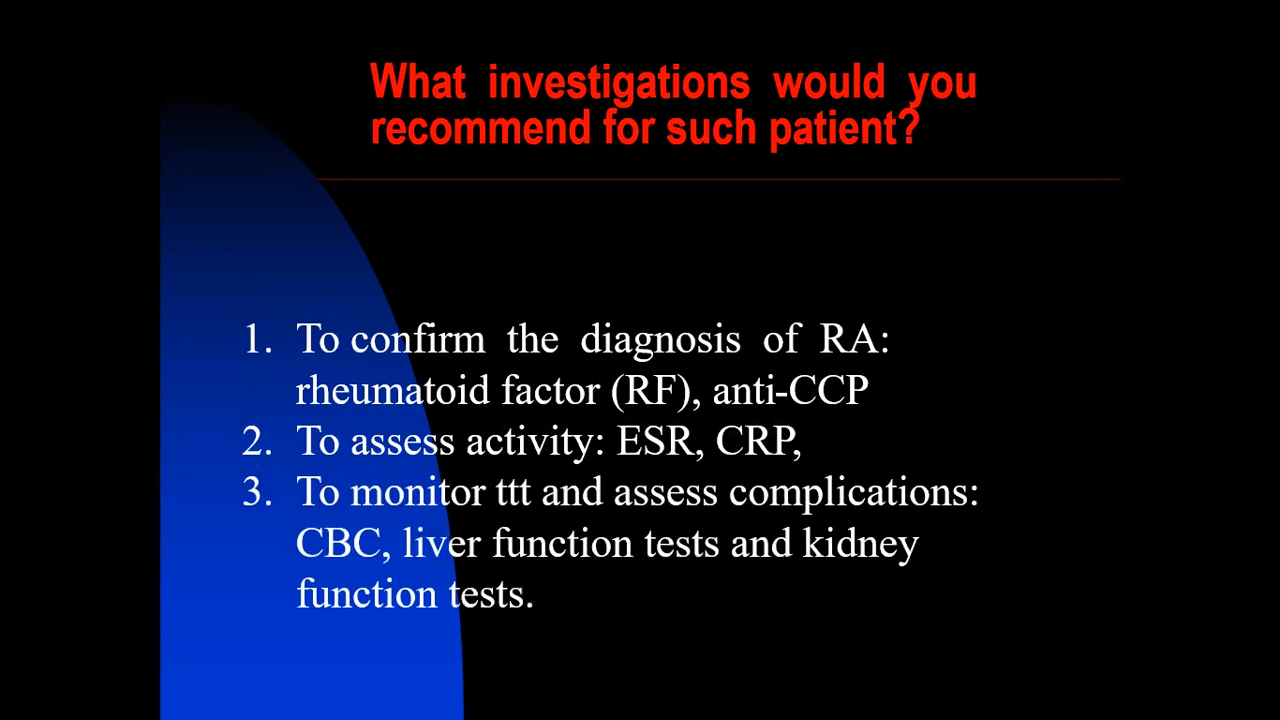 What investigations would you
recommend for such patient?
1. To confirm the diagnosis of RA:
rheumatoid factor (RF), anti-CCP
2. To assess activity: ESR, CRP,
3. To monitor ttt and assess complications:
CBC, liver function tests and kidney
function tests.